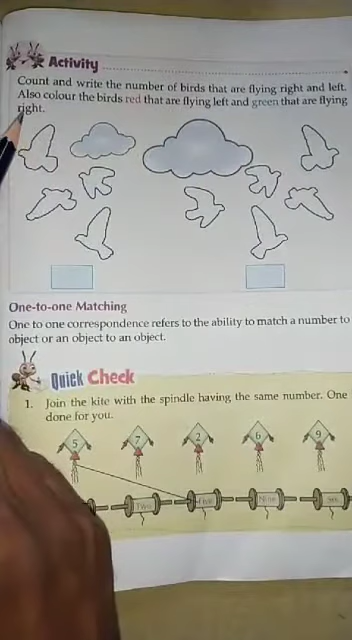 Activity
Count and write the number of birds that are flying right and left.
Also colour the birds red that are flying left and green that are flying
right.
One-to-one Matching
One to one correspondence refers to the ability to match a number to
object or an object to an object.
Quick Check
1. Join the kite with the spindle having the same number. One
done for you.
5 7 2 6 9
Two Five Nine Six